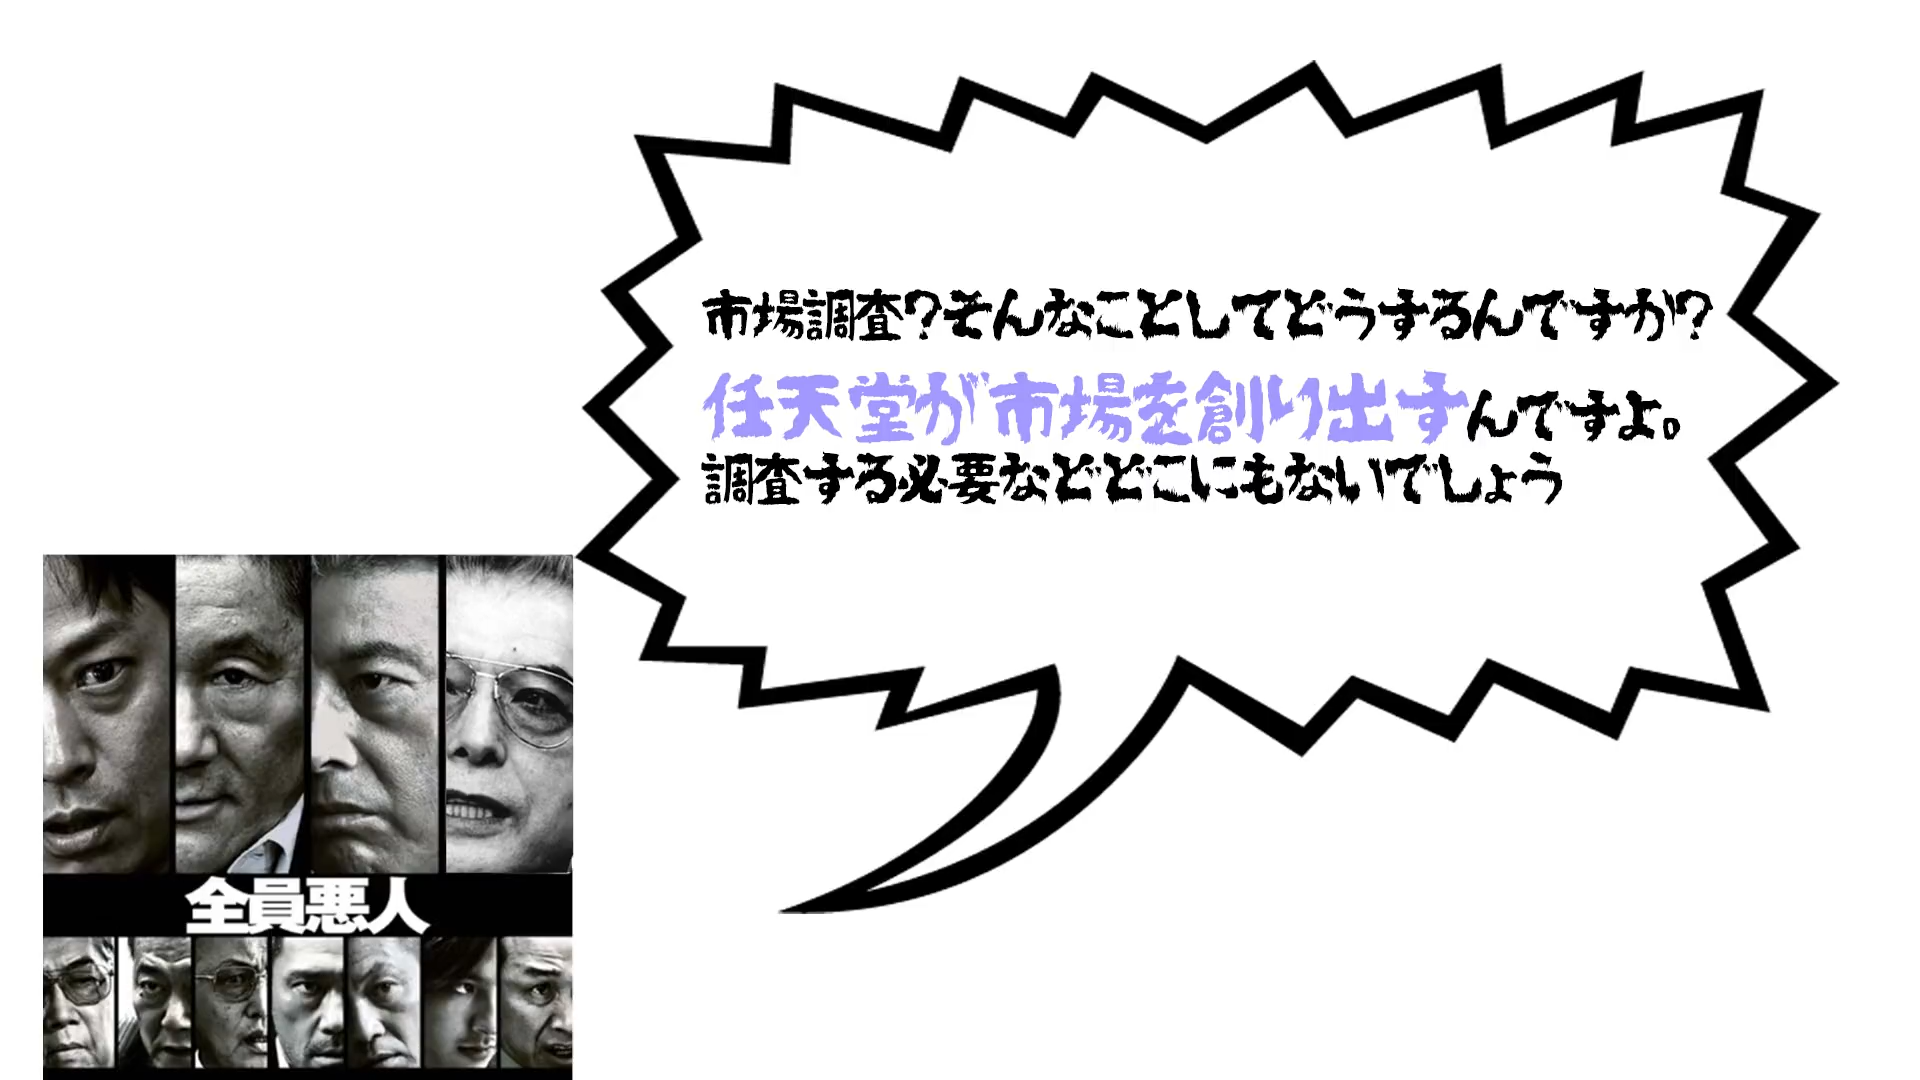 市場調査?そんなことしてどうするんですか?
任天堂が市場を創り出すんですよ。
調査する必要などどこにもないでしょう
全員悪人